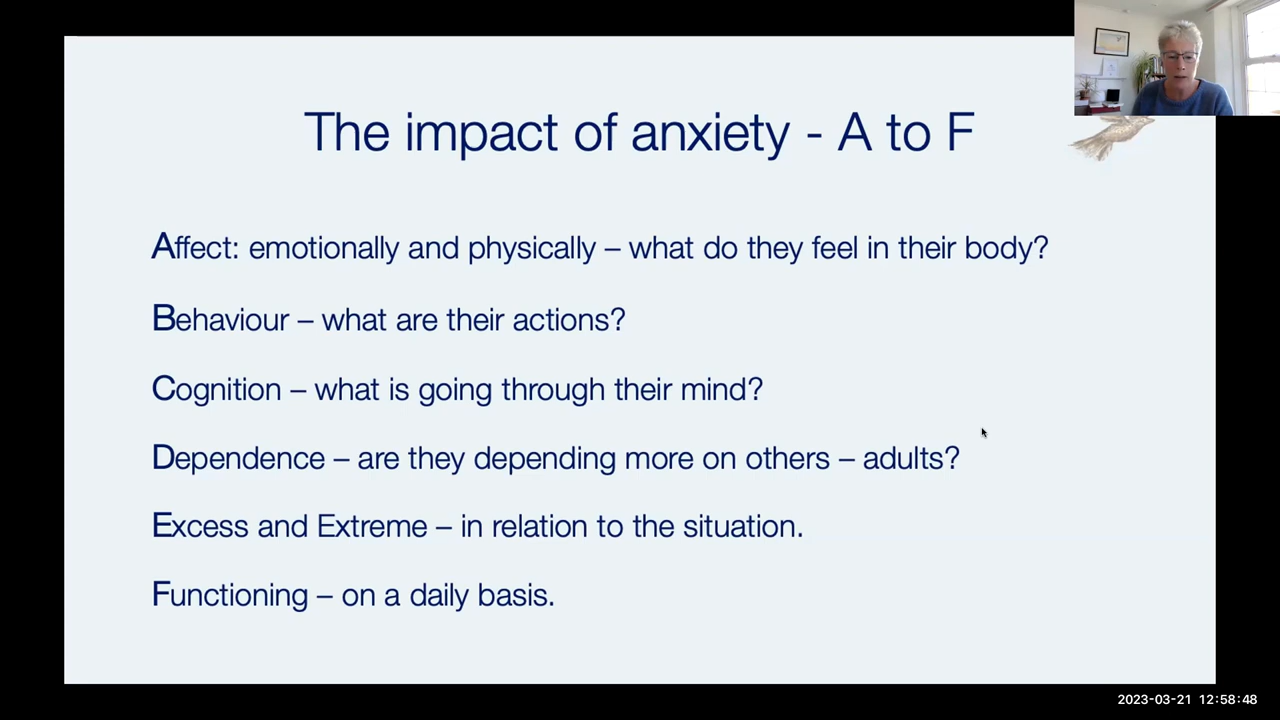 The impact of anxiety - A to F
Affect: emotionally and physically – what do they feel in their body?
Behaviour – what are their actions?
Cognition – what is going through their mind?
Dependence – are they depending more on others – adults?
Excess and Extreme – in relation to the situation.
Functioning – on a daily basis.
2023-03-21 12:58:48